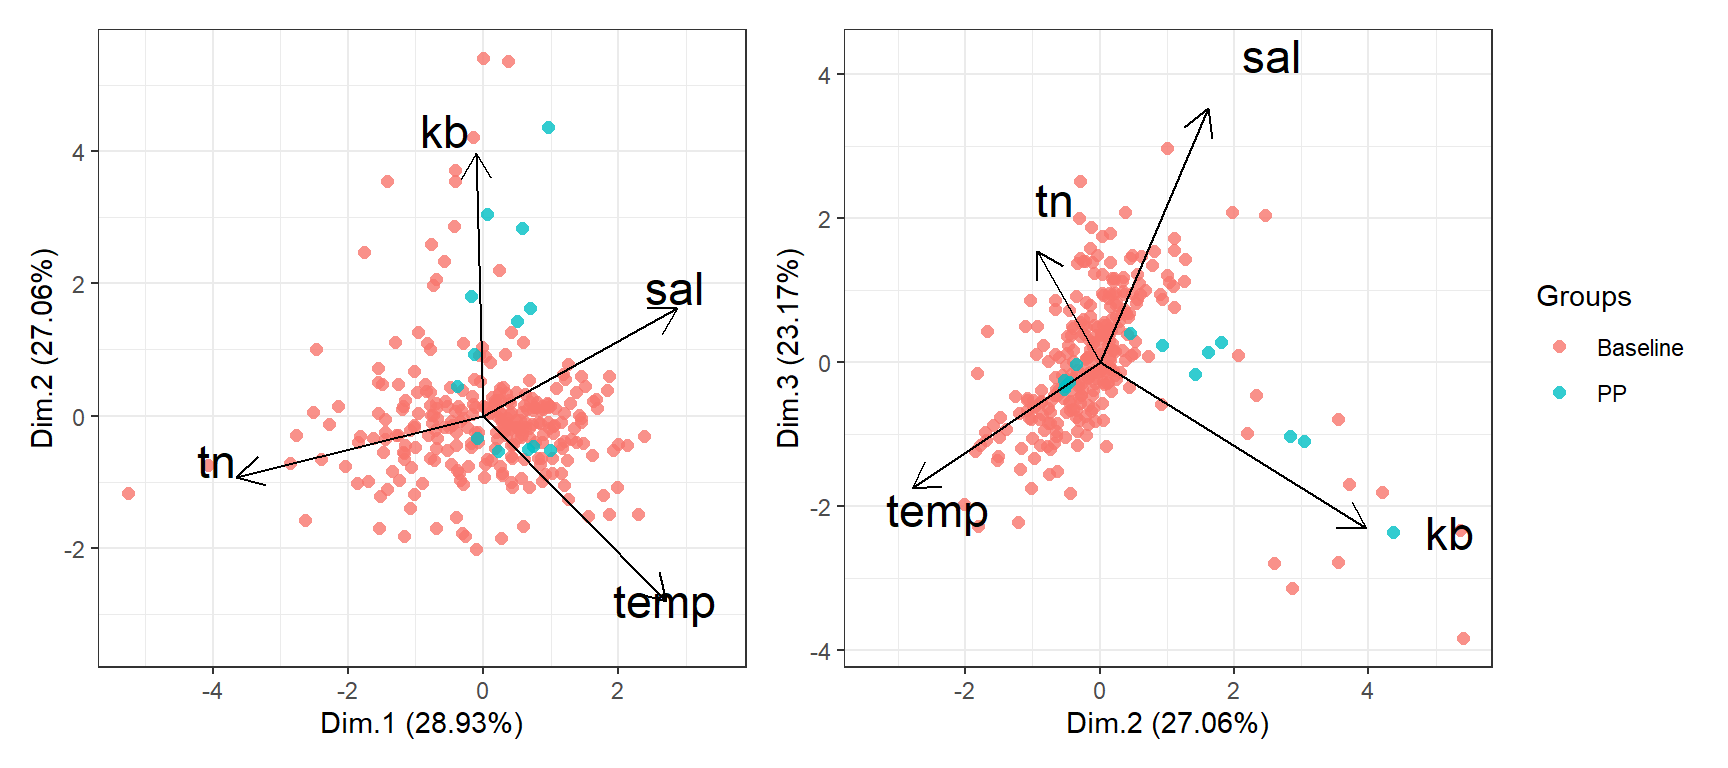 kb
sal
tn
temp
4
2
0
-2
-4
-2
0
2
Dim.1 (28.93%)
Dim.2 (27.06%)
sal
tn
temp
kb
4
2
0
-2
-4
-2
0
2
4
Dim.2 (27.06%)
Dim.3 (23.17%)
Groups
Baseline
PP